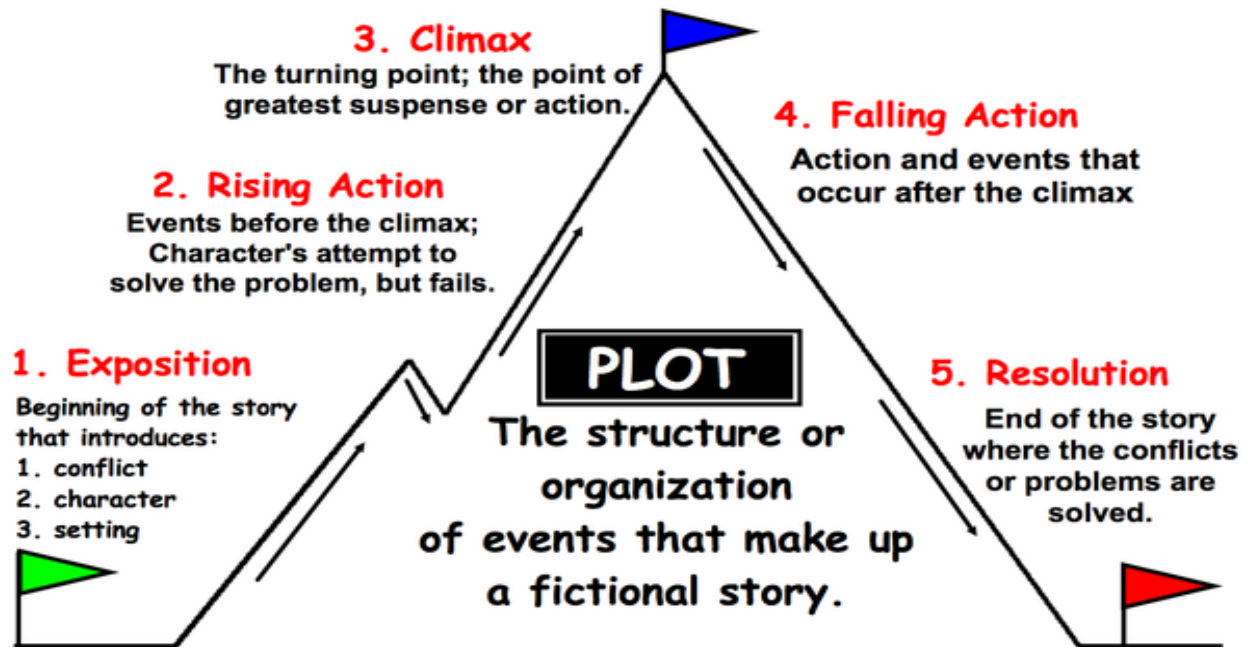 3. Climax
The turning point; the point of
greatest suspense or action.
4. Falling Action
Action and events that
occur after the climax
2. Rising Action
Events before the climax;
Character's attempt to
solve the problem, but fails.
1. Exposition
Beginning of the story
that introduces:
1. conflict
2. character
3. setting
PLOT
The structure or
organization
of events that make up
a fictional story.
5. Resolution
End of the story
where the conflicts
or problems are
solved.